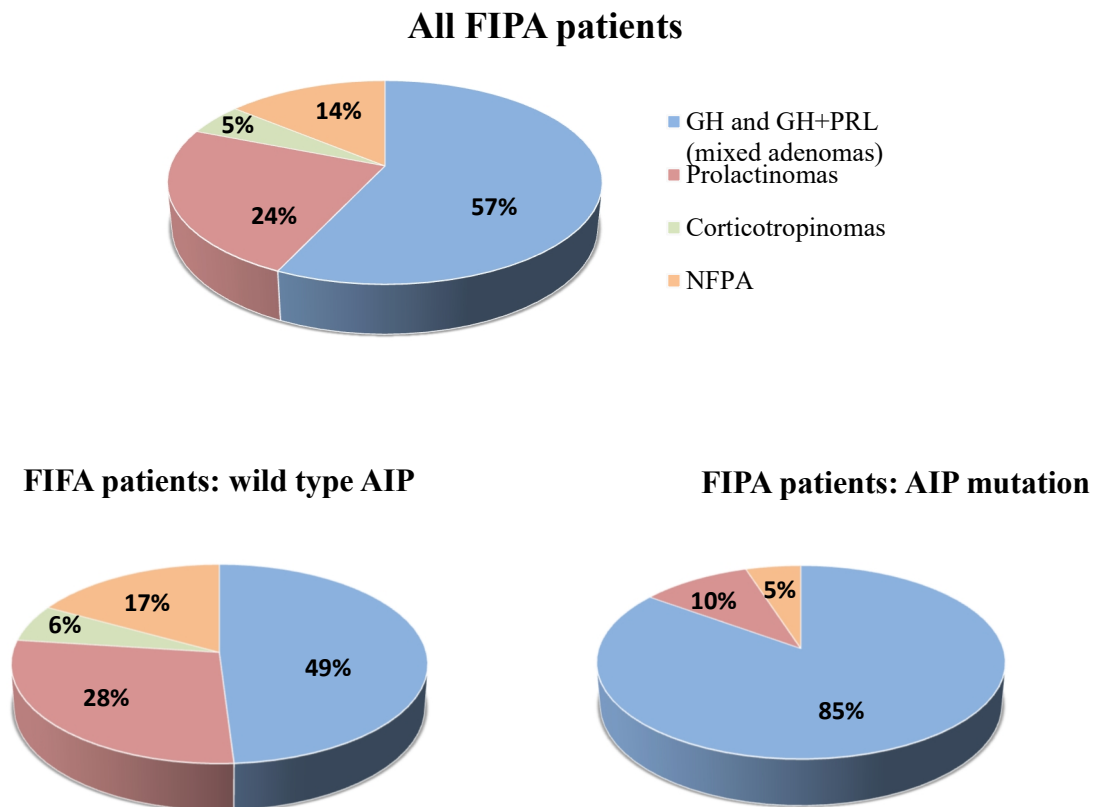 All FIPA patients
14%
5%
24%
57%
GH and GH+PRL
(mixed adenomas)
Prolactinomas
Corticotropinomas
NFPA
FIFA patients: wild type AIP
17%
6%
28%
49%
FIPA patients: AIP mutation
5%
10%
85%